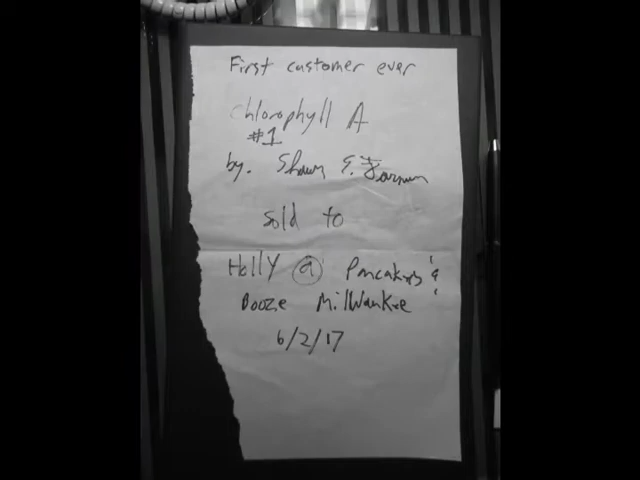 First customer ever
Chlorophyll A
#1
by. Shawn E.
sold to
Holly @ Pancakes &
Booze Milwaukee
6/2/17